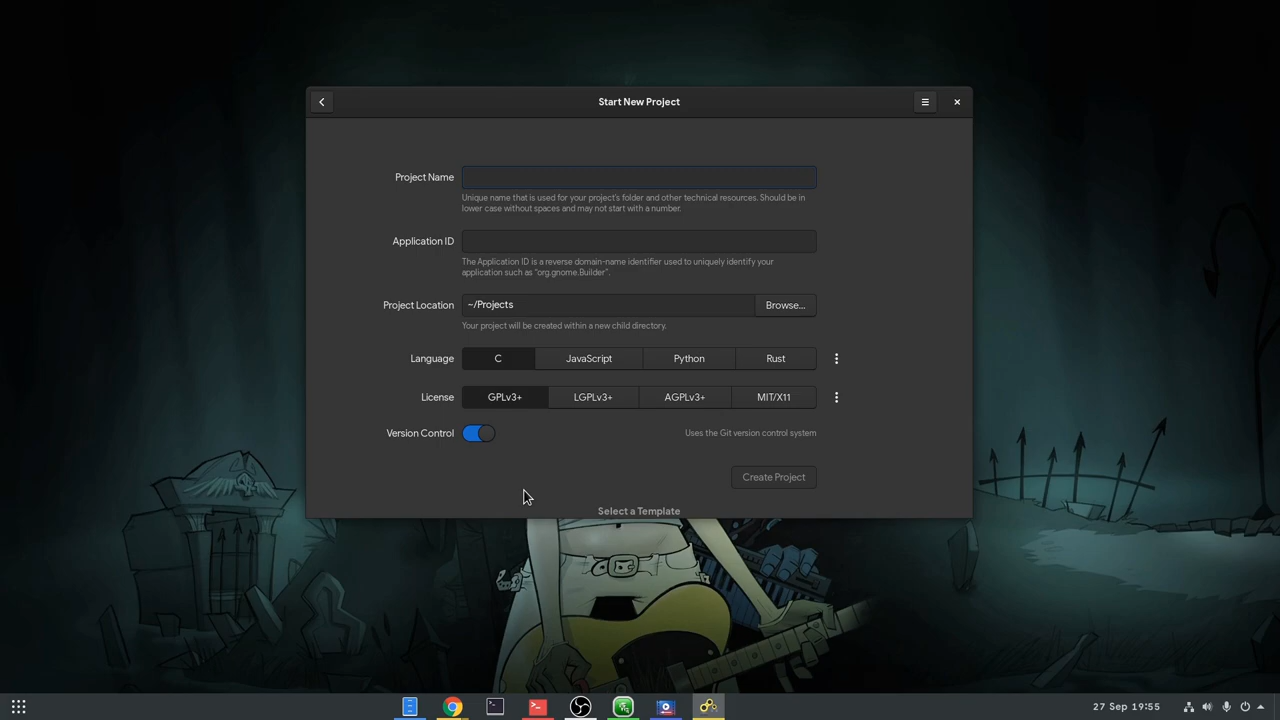 Start New Project
Project Name
Unique name that is used for your project's folder and other technical resources. Should be in
lower case without spaces and may not start with a number.
Application ID
The Application ID is a reverse domain-name identifier used to uniquely identify your
application such as “org.gnome.Builder”.
Project Location ~/Projects Browse...
Your project will be created within a new child directory.
Language C JavaScript Python Rust
License GPLv3+ LGPLv3+ AGPLv3+ MIT/X11
Version Control Uses the Git version control system
Create Project
Select a Template
27 Sep 19:55